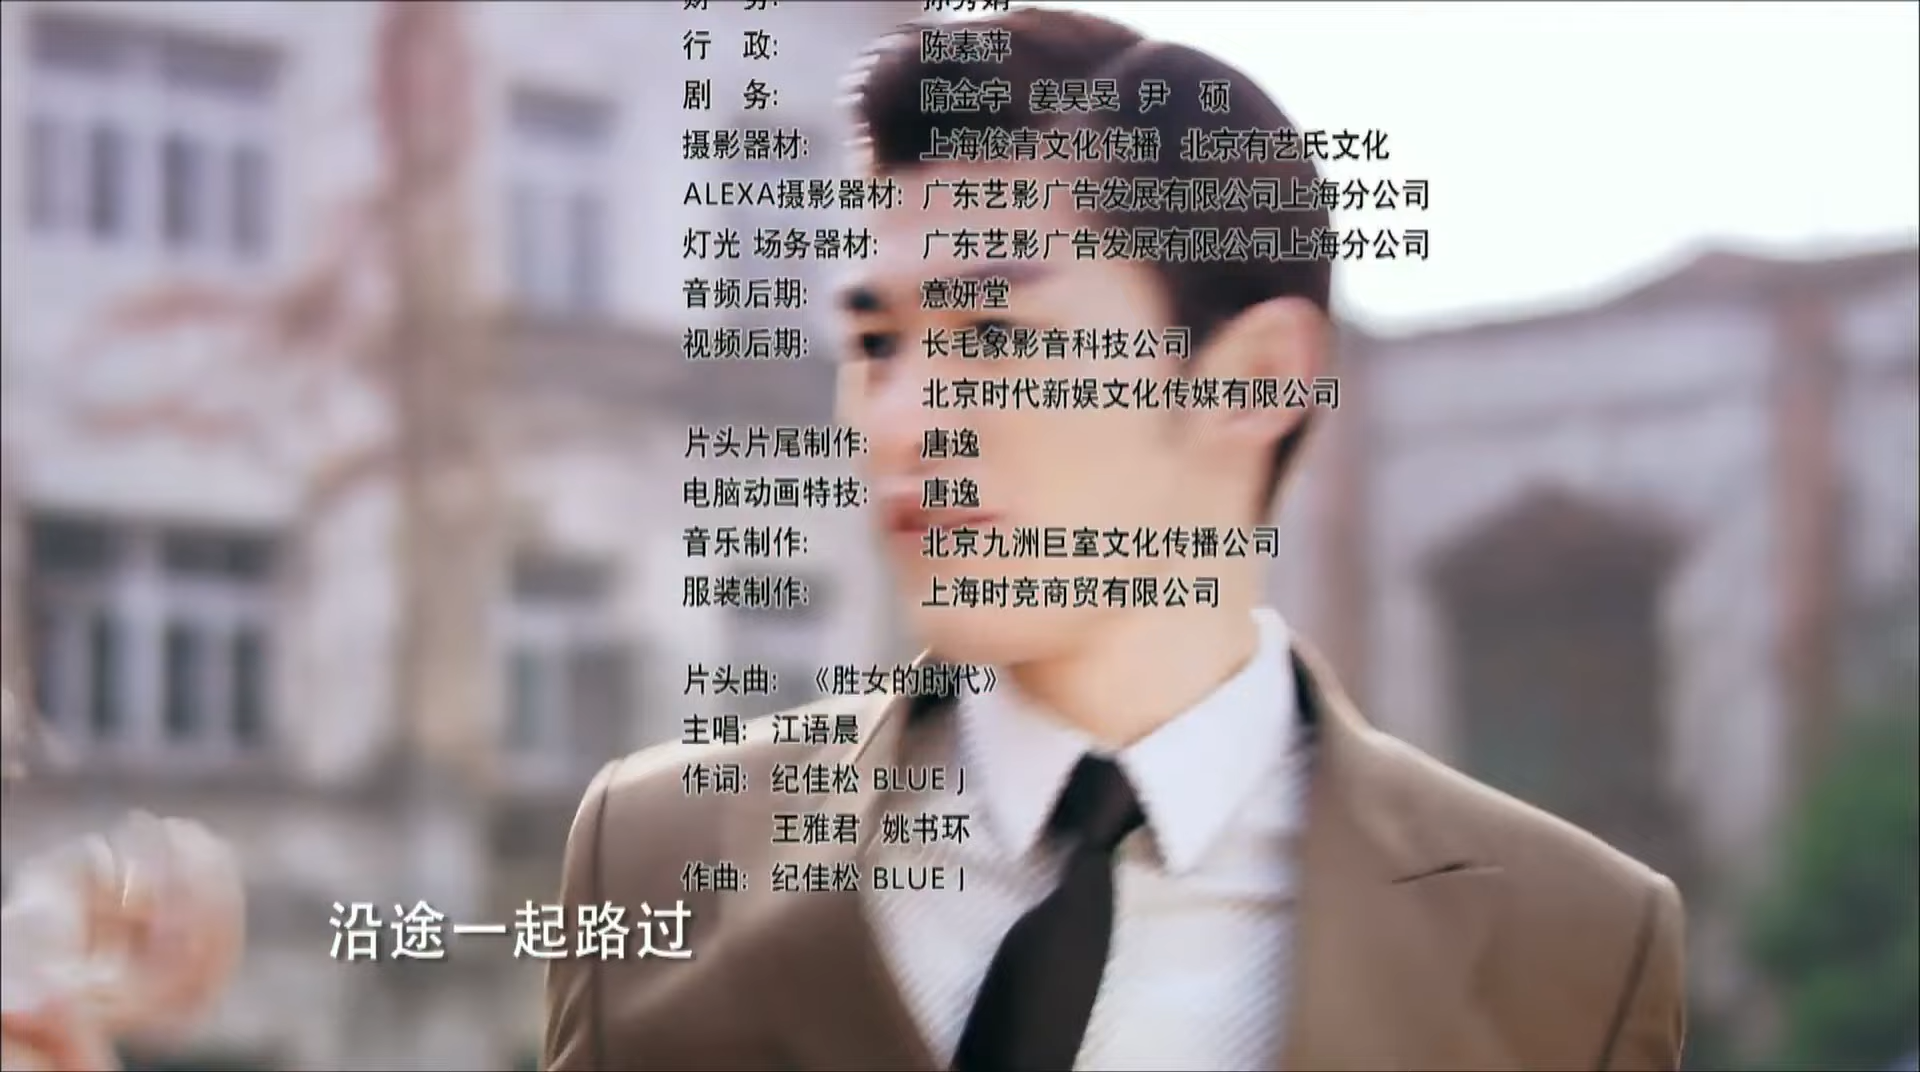 财 务: 孙秀娟
行 政: 陈素萍
剧 务: 隋金宇 姜昊旻 尹 硕
摄影器材: 上海俊青文化传播 北京有艺氏文化
ALEXA摄影器材: 广东艺影广告发展有限公司上海分公司
灯光 场务器材: 广东艺影广告发展有限公司上海分公司
音频后期: 意妍堂
视频后期: 长毛象影音科技公司
北京时代新娱文化传媒有限公司
片头片尾制作: 唐逸
电脑动画特技: 唐逸
音乐制作: 北京九洲巨室文化传播公司
服装制作: 上海时竞商贸有限公司
片头曲: 《胜女的时代》
主唱: 江语晨
作词: 纪佳松 BLUE J
王雅君 姚书环
作曲: 纪佳松 BLUE J
沿途一起路过